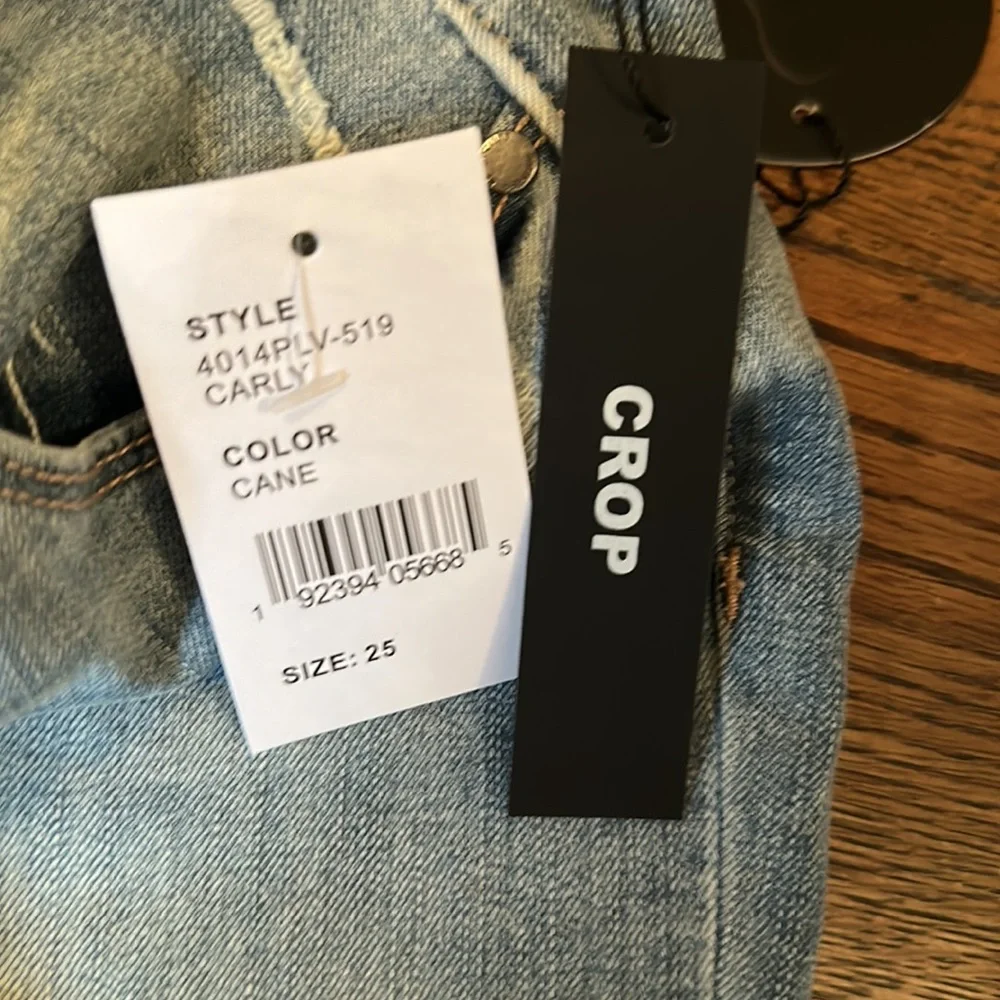 STYLE
4014PLV-519
CARLY
COLOR
CANE
1 92394 05668 5
SIZE: 25
CROP